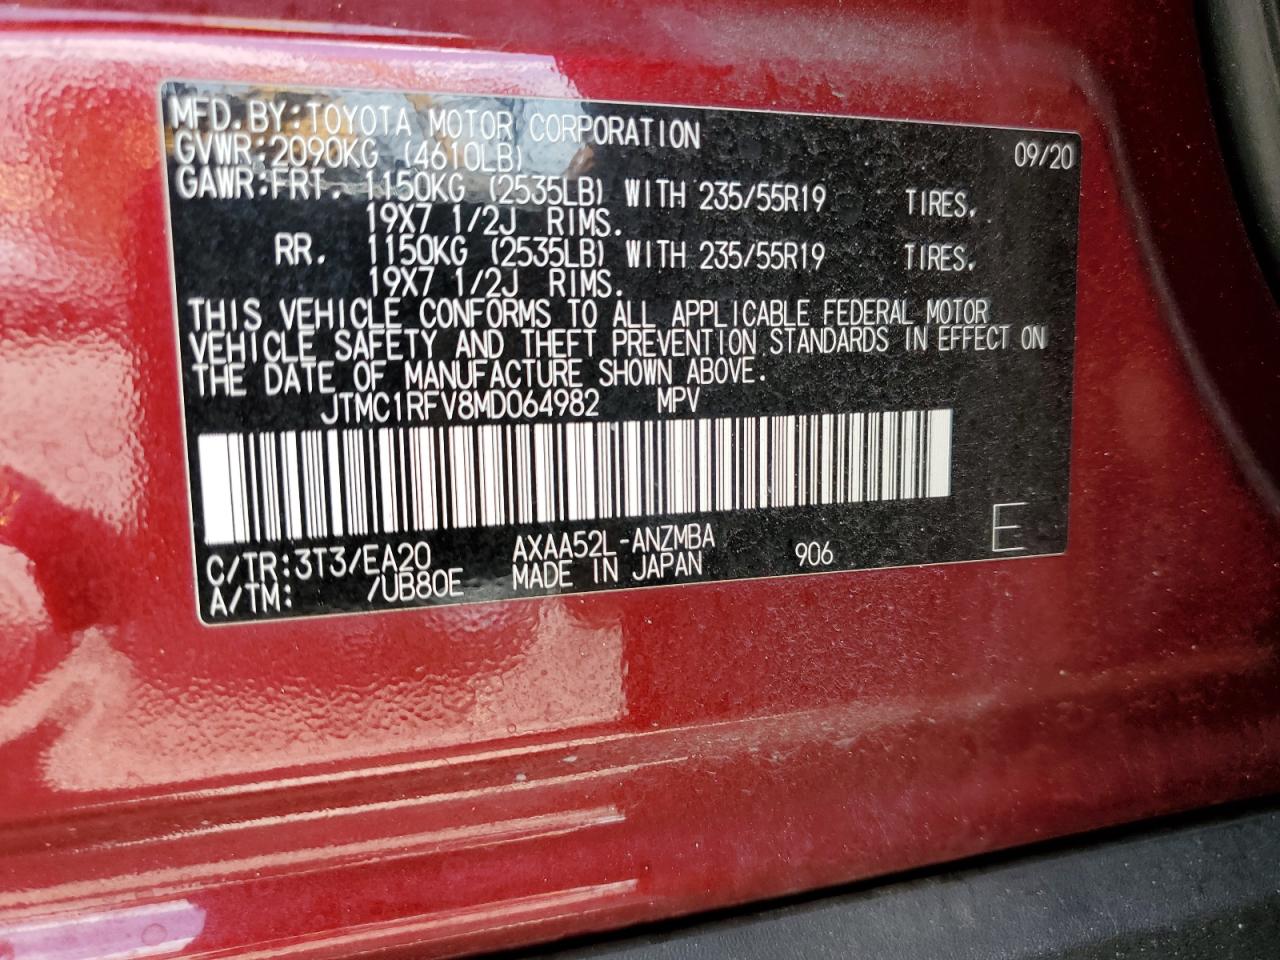 MFD.BY:TOYOTA MOTOR CORPORATION 09/20
GVWR:2090KG (4610LB)
GAWR:FRT. 1150KG (2535LB) WITH 235/55R19 TIRES,
19X7 1/2J RIMS.
RR. 1150KG (2535LB) WITH 235/55R19 TIRES,
19X7 1/2J RIMS.
THIS VEHICLE CONFORMS TO ALL APPLICABLE FEDERAL MOTOR
VEHICLE SAFETY AND THEFT PREVENTION STANDARDS IN EFFECT ON
THE DATE OF MANUFACTURE SHOWN ABOVE.
JTMC1RFV8MD064982 MPV
C/TR:3T3/EA20 AXAA52L-ANZMBA 906 E
A/TM: /UB80E MADE IN JAPAN